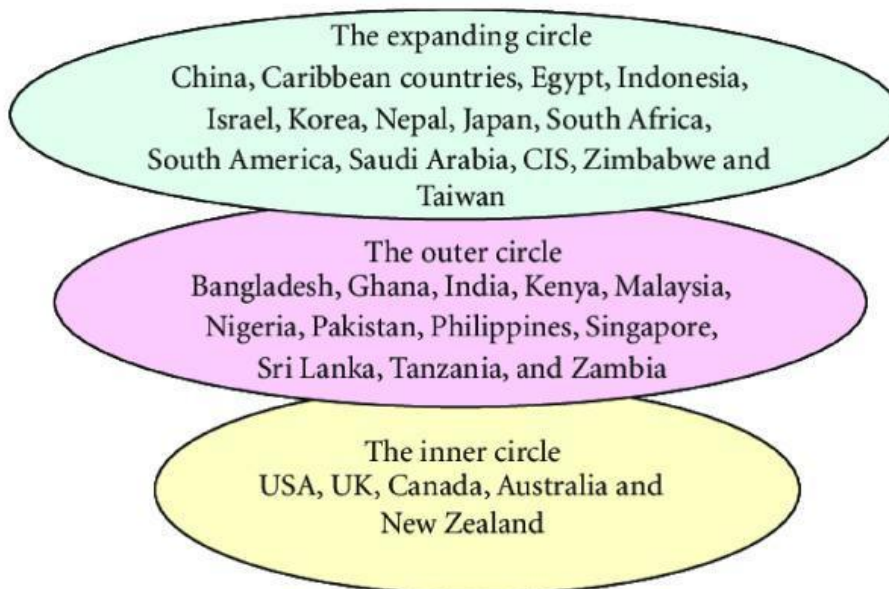 The expanding circle
China, Caribbean countries, Egypt, Indonesia,
Israel, Korea, Nepal, Japan, South Africa,
South America, Saudi Arabia, CIS, Zimbabwe and
Taiwan
The outer circle
Bangladesh, Ghana, India, Kenya, Malaysia,
Nigeria, Pakistan, Philippines, Singapore,
Sri Lanka, Tanzania, and Zambia
The inner circle
USA, UK, Canada, Australia and
New Zealand